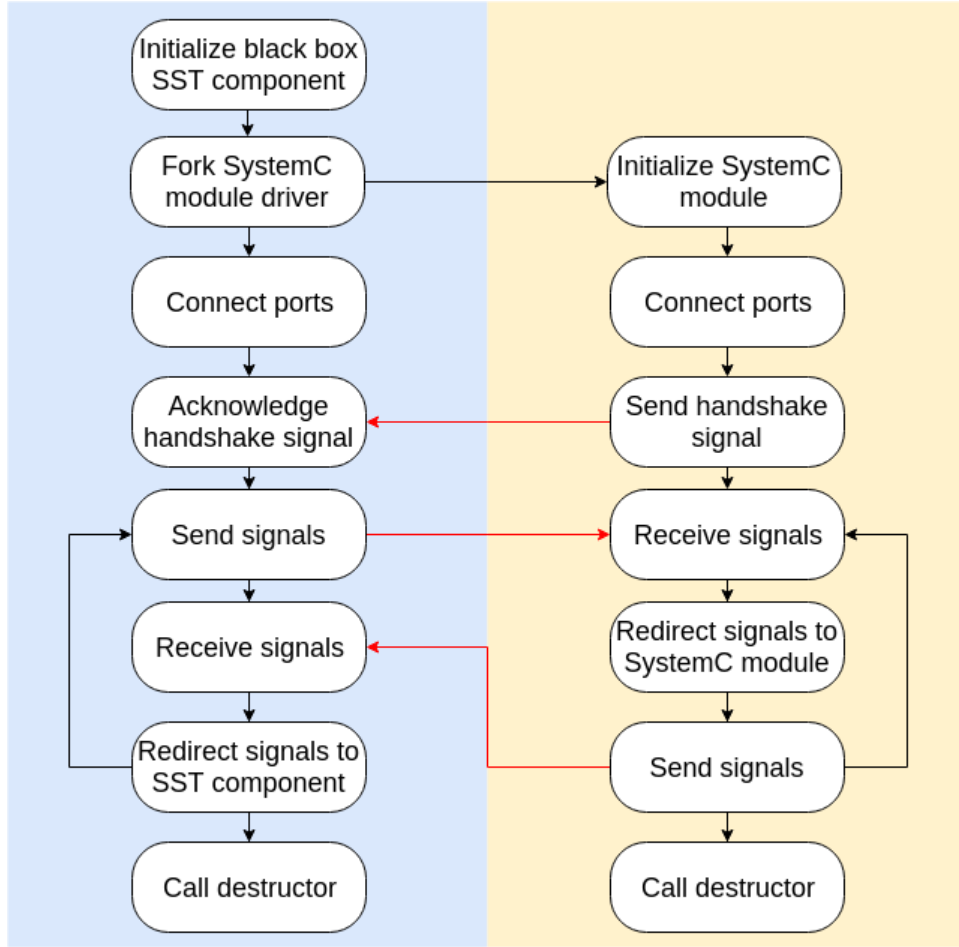 Initialize black box
SST component
Fork SystemC
module driver
Initialize SystemC
module
Connect ports
Connect ports
Acknowledge
handshake signal
Send handshake
signal
Send signals
Receive signals
Receive signals
Redirect signals to
SystemC module
Redirect signals to
SST component
Send signals
Call destructor
Call destructor